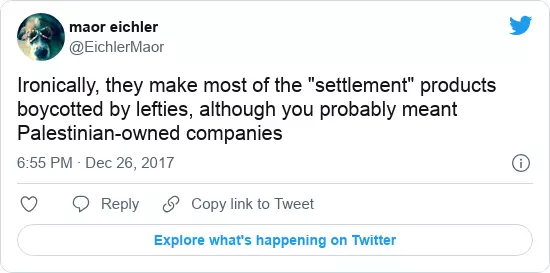 maor eichler
@EichlerMaor
Ironically, they make most of the "settlement" products
boycotted by lefties, although you probably meant
Palestinian-owned companies
6:55 PM · Dec 26, 2017
Reply
Copy link to Tweet
Explore what's happening on Twitter